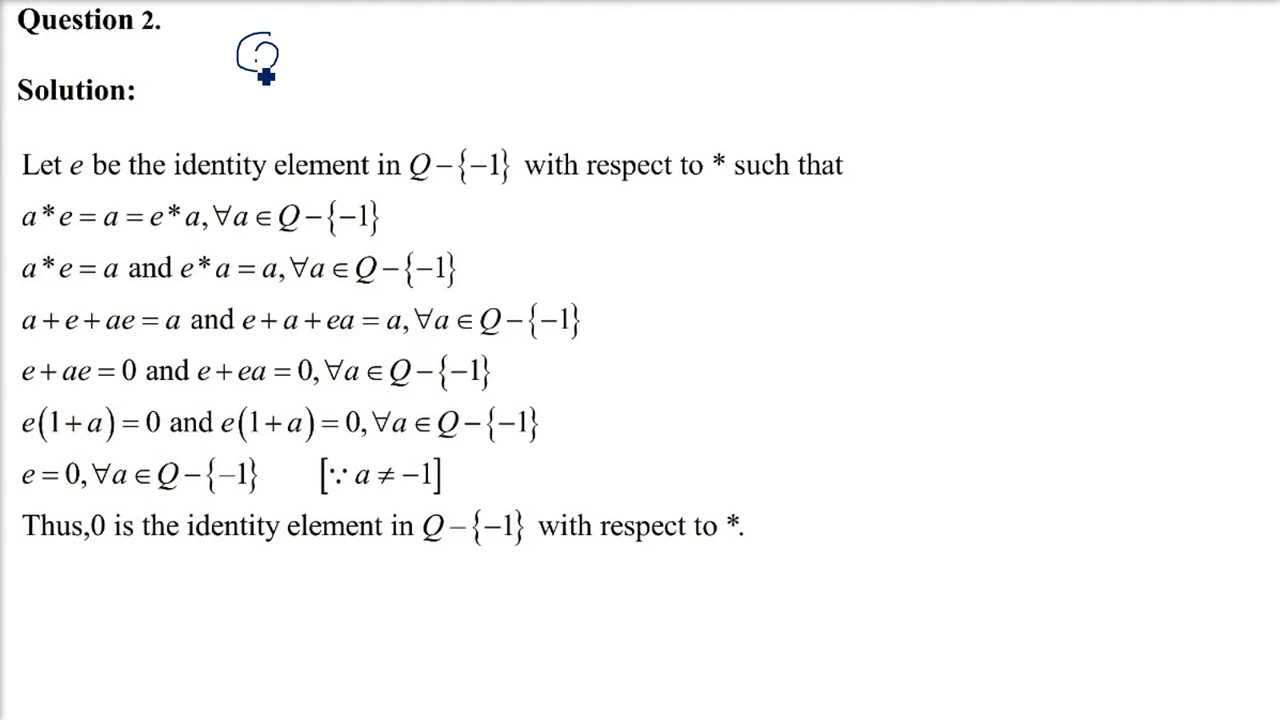 Question 2.
Solution:
Let e be the identity element in Q−{−1} with respect to * such that
a*e=a=e*a,∀a∈Q−{−1}
a*e=a and e*a=a,∀a∈Q−{−1}
a+e+ae=a and e+a+ea=a,∀a∈Q−{−1}
e+ae=0 and e+ea=0,∀a∈Q−{−1}
e(1+a)=0 and e(1+a)=0,∀a∈Q−{−1}
e=0,∀a∈Q−{−1} [∵ a≠−1]
Thus,0 is the identity element in Q−{−1} with respect to *.